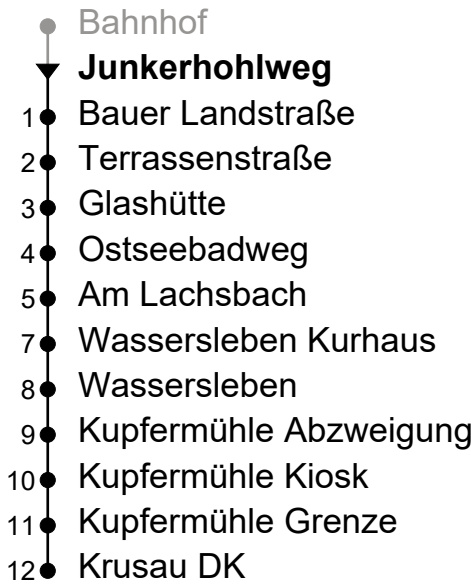 Bahnhof
Junkerhohlweg
1 Bauer Landstraße
2 Terrassenstraße
3 Glashütte
4 Ostseebadweg
5 Am Lachsbach
7 Wassersleben Kurhaus
8 Wassersleben
9 Kupfermühle Abzweigung
10 Kupfermühle Kiosk
11 Kupfermühle Grenze
12 Krusau DK